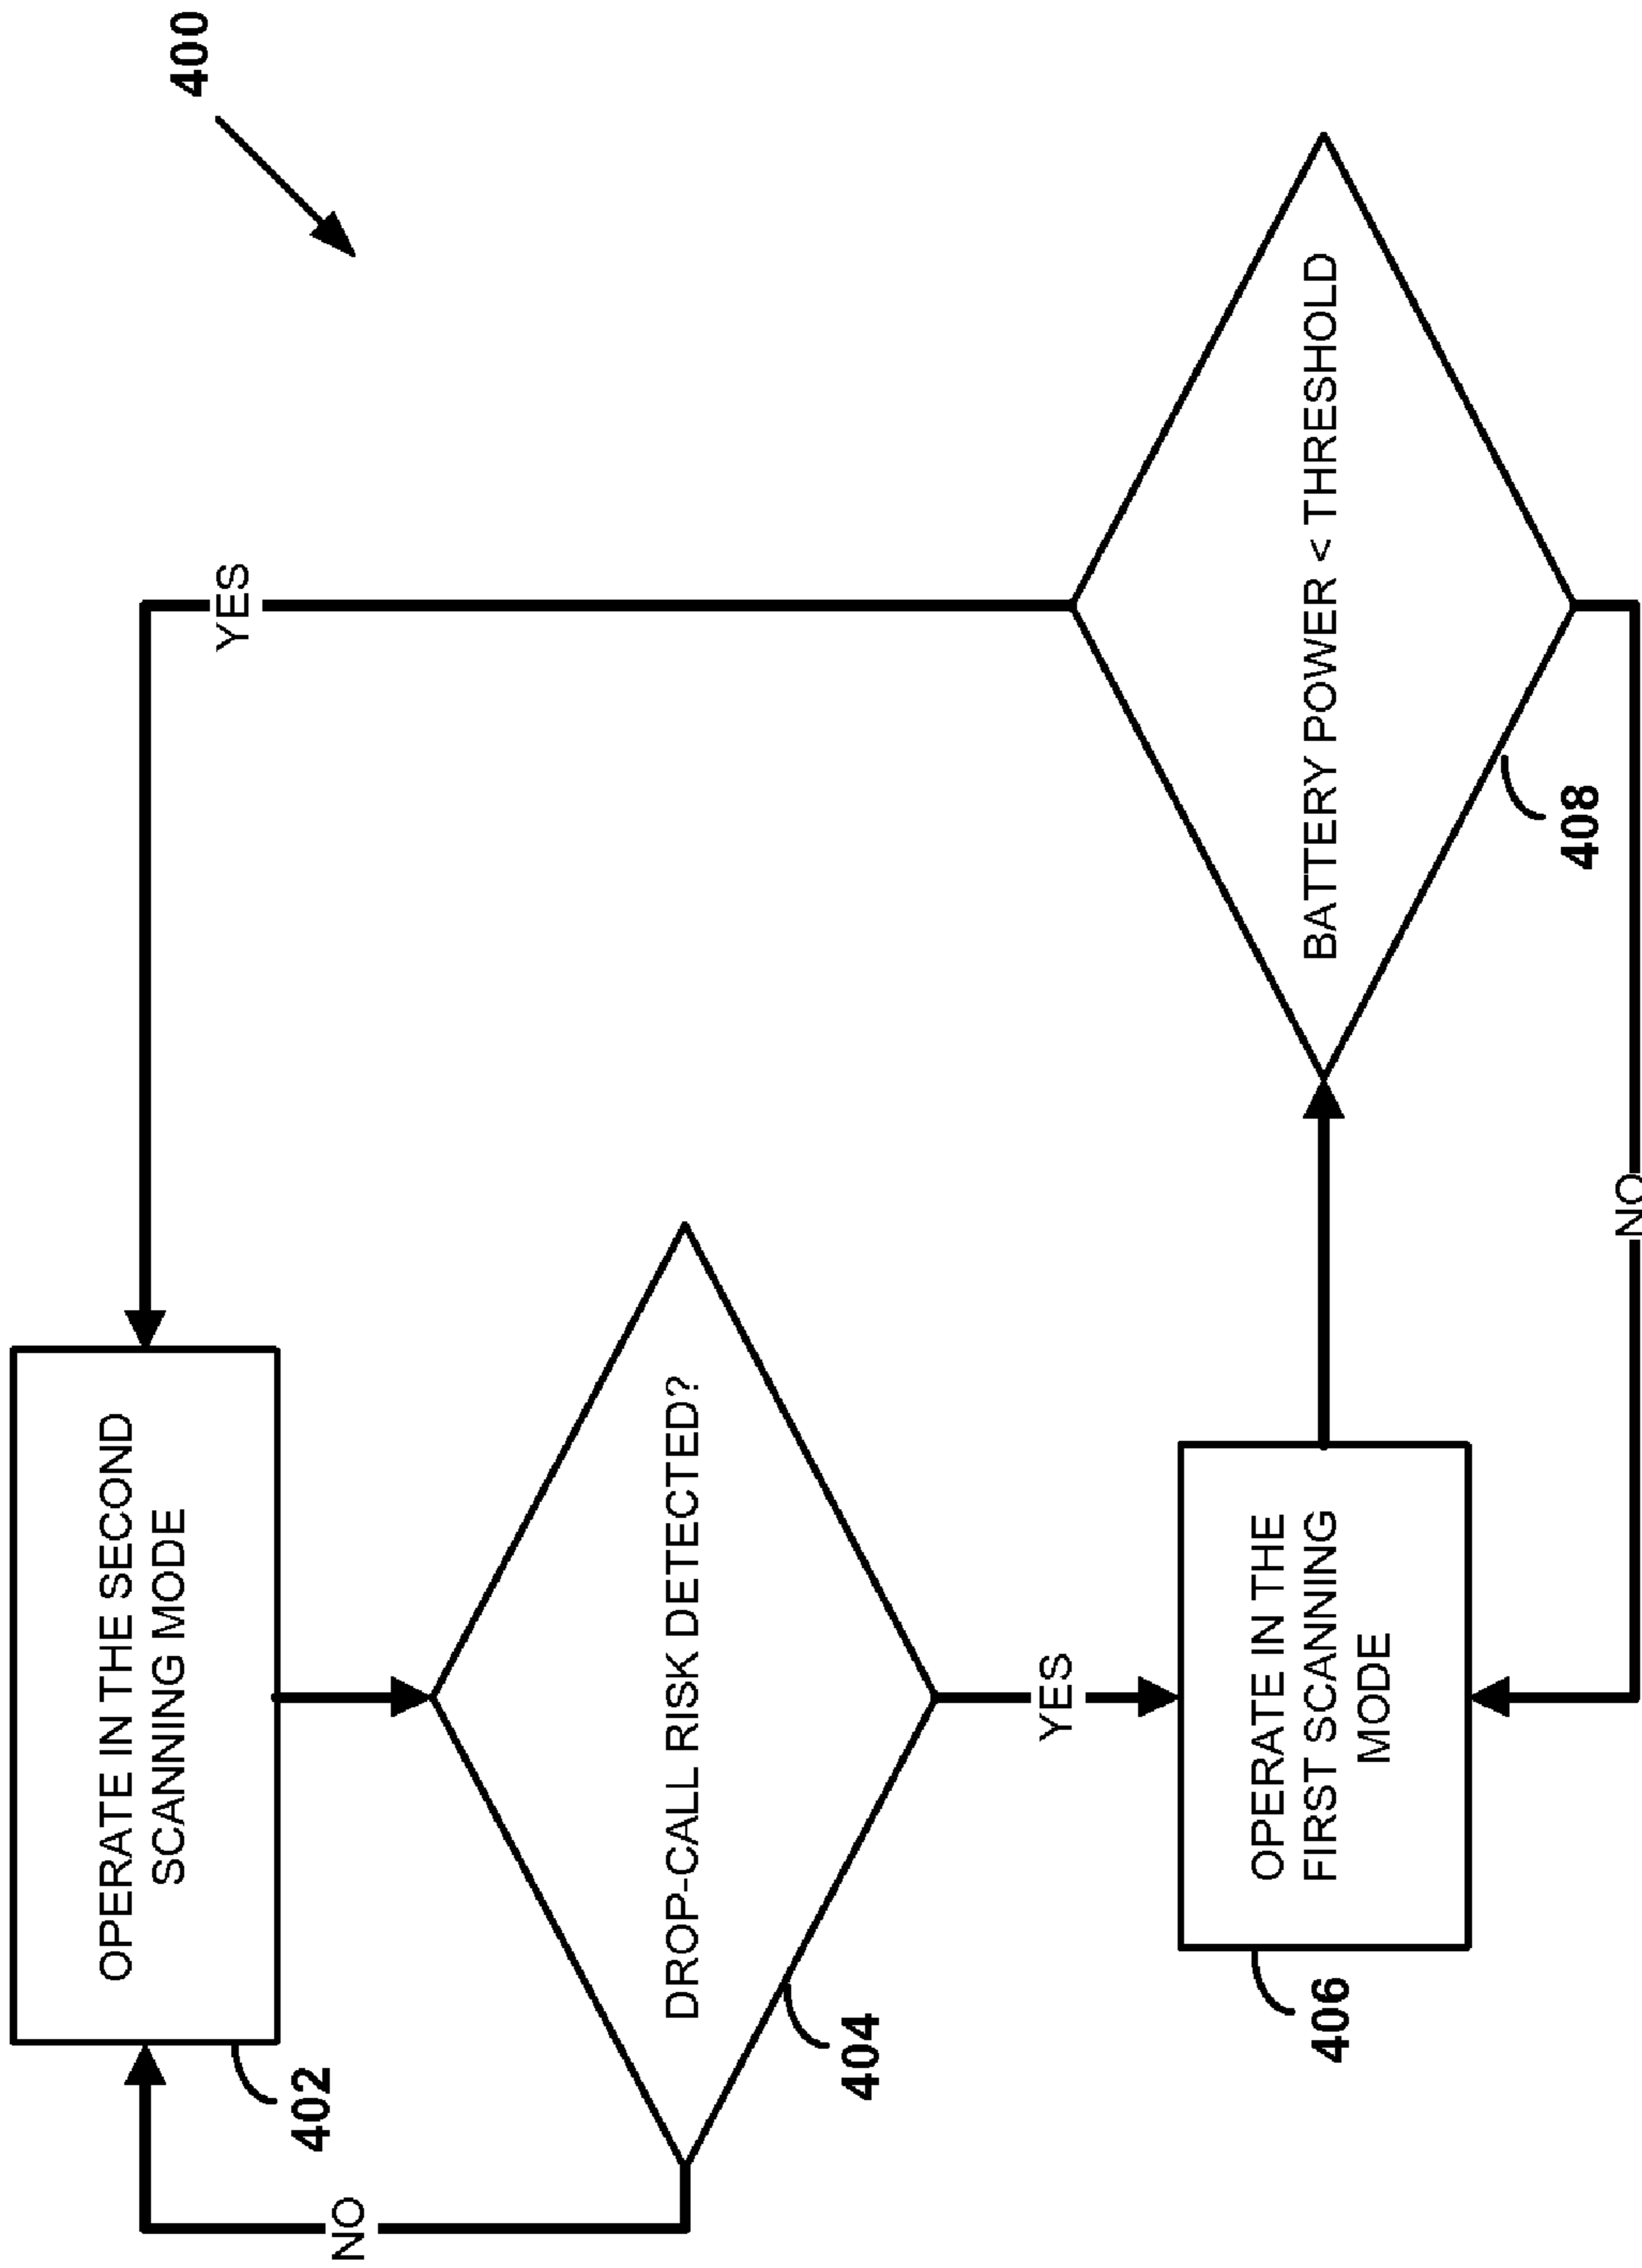 400
OPERATE IN THE SECOND
SCANNING MODE
402
NO
DROP-CALL RISK DETECTED?
404
YES
OPERATE IN THE
FIRST SCANNING
MODE
406
BATTERY POWER < THRESHOLD
408
YES
NO